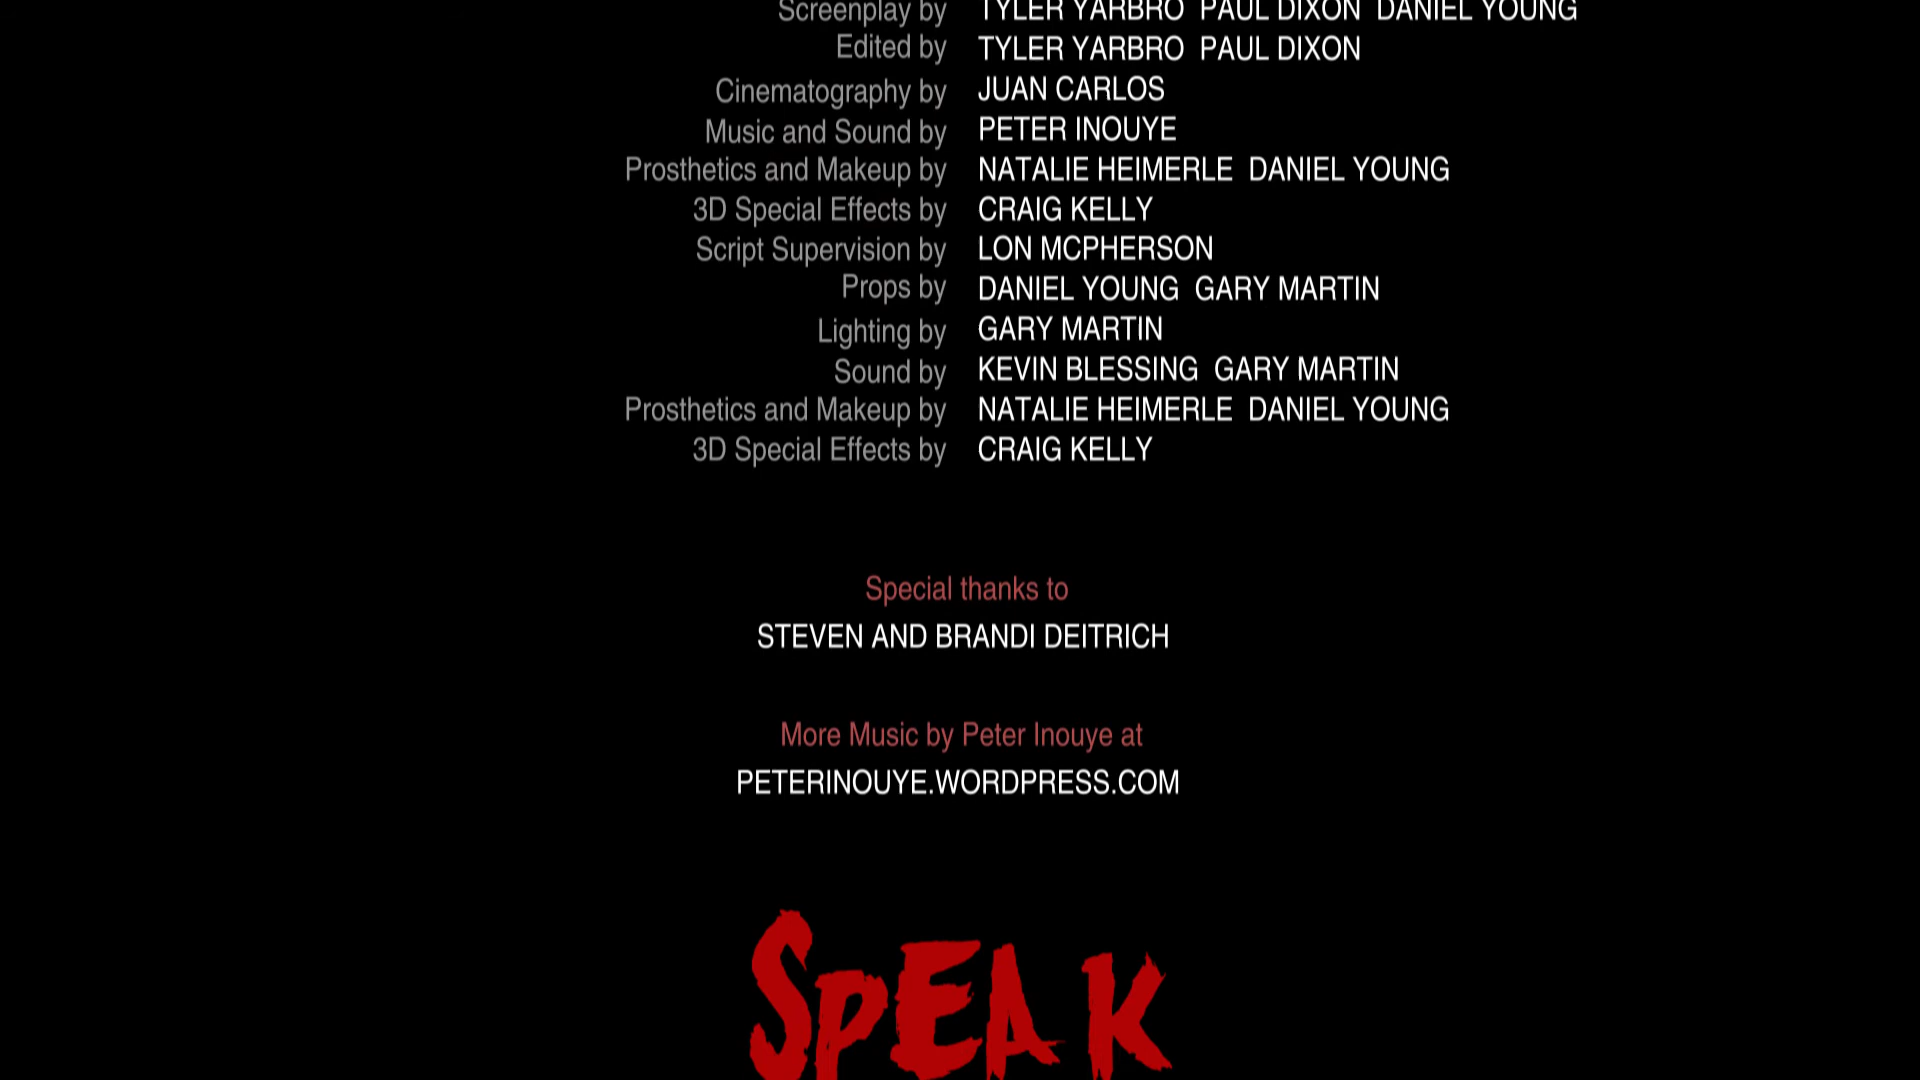 Screenplay by TYLER YARBRO PAUL DIXON DANIEL YOUNG
Edited by TYLER YARBRO PAUL DIXON
Cinematography by JUAN CARLOS
Music and Sound by PETER INOUYE
Prosthetics and Makeup by NATALIE HEIMERLE DANIEL YOUNG
3D Special Effects by CRAIG KELLY
Script Supervision by LON MCPHERSON
Props by DANIEL YOUNG GARY MARTIN
Lighting by GARY MARTIN
Sound by KEVIN BLESSING GARY MARTIN
Prosthetics and Makeup by NATALIE HEIMERLE DANIEL YOUNG
3D Special Effects by CRAIG KELLY
Special thanks to
STEVEN AND BRANDI DEITRICH
More Music by Peter Inouye at
PETERINOUYE.WORDPRESS.COM
SPEAK